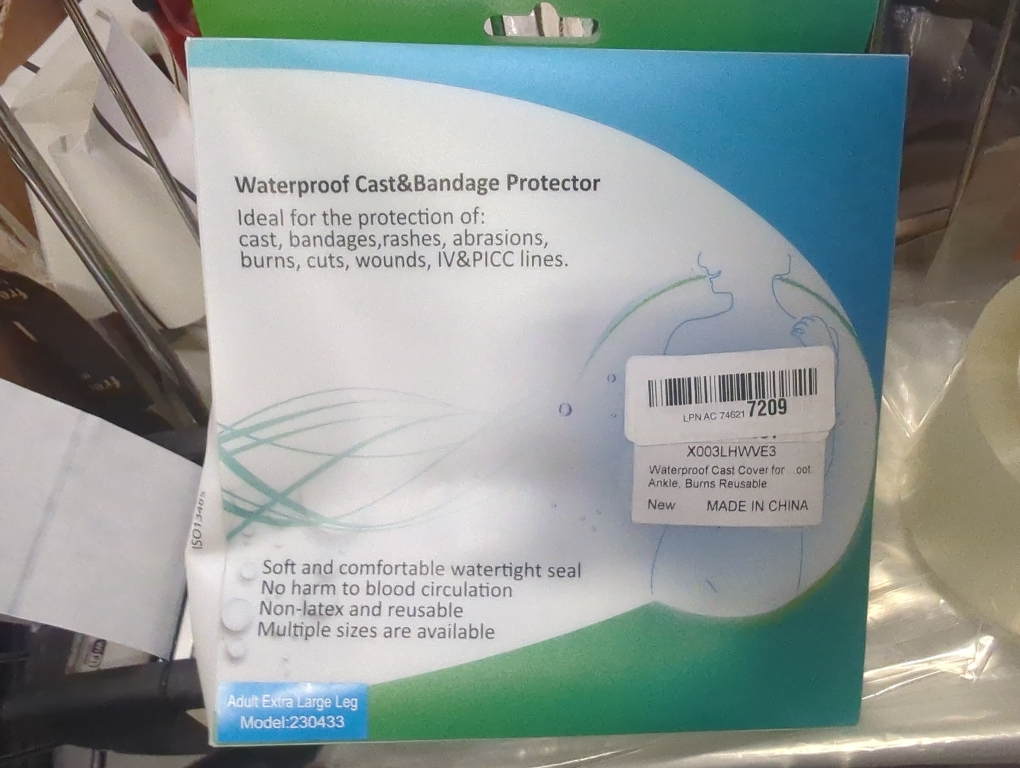 Waterproof Cast&Bandage Protector
Ideal for the protection of:
cast, bandages,rashes, abrasions,
burns, cuts, wounds, IV&PICC lines.
LPN AC 74621 7209
X003LHWVE3
Waterproof Cast Cover for ...oot
Ankle, Burns Reusable
New MADE IN CHINA
ISO13485
Soft and comfortable watertight seal
No harm to blood circulation
Non-latex and reusable
Multiple sizes are available
Adult Extra Large Leg
Model:230433